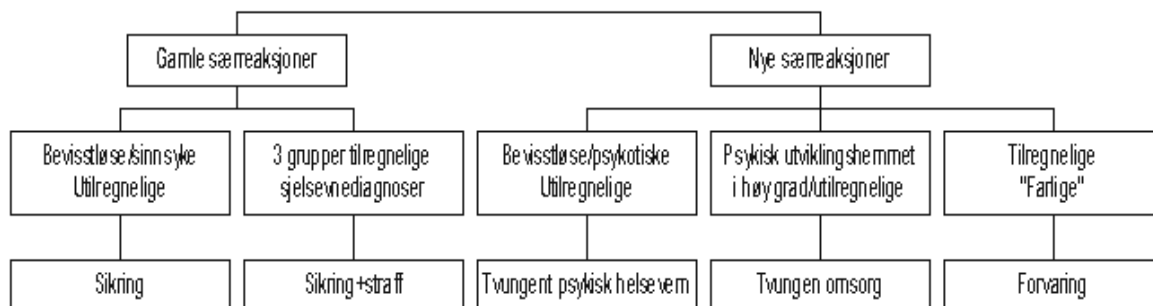 Gamle særreaksjoner
Nye særreaksjoner
Bevisstløse/sinnsyke
Utilregnelige
3 grupper tilregnelige
sjelsevnediagnoser
Bevisstløse/psykotiske
Utilregnelige
Psykisk utviklingshemmet
i høy grad/utilregnelige
Tilregnelige
"Farlige"
Sikring
Sikring+straff
Tvungent psykisk helsevern
Tvungen omsorg
Forvaring